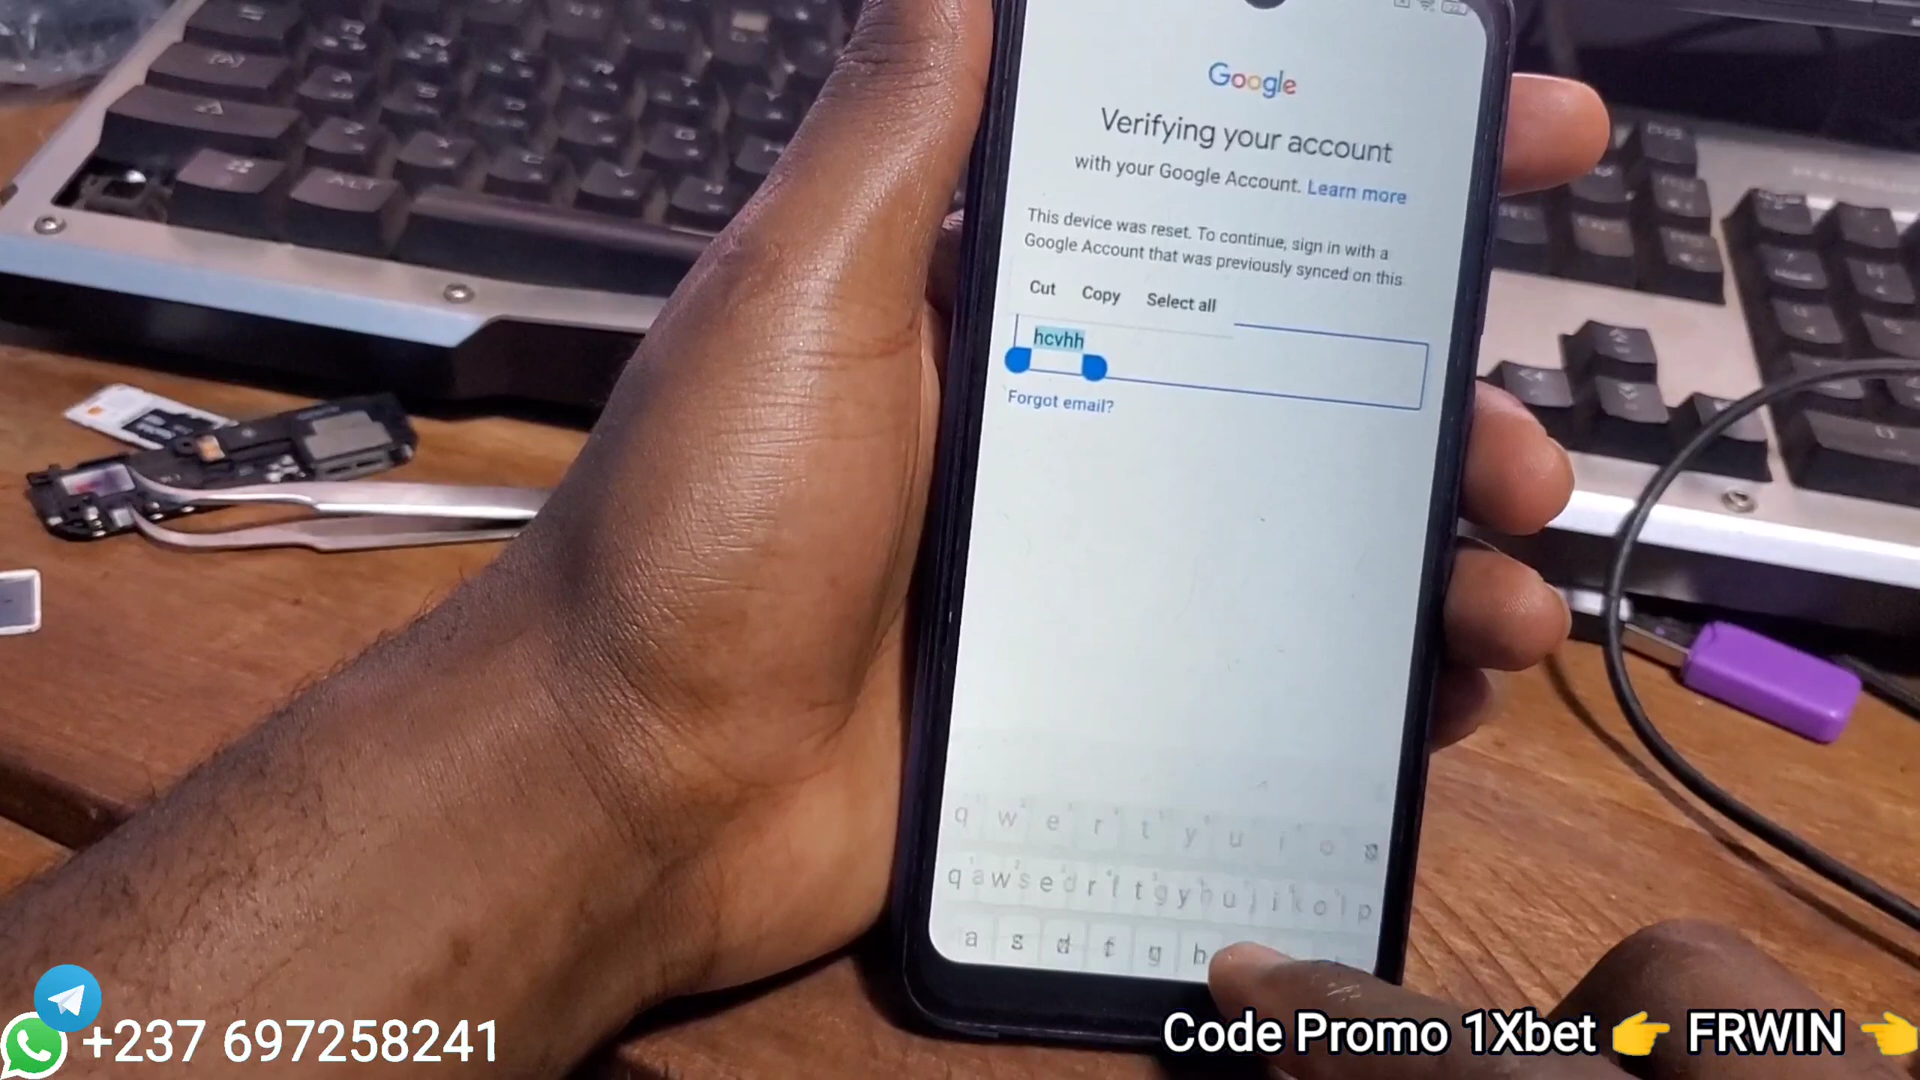 Google
Verifying your account
with your Google Account. Learn more
This device was reset. To continue, sign in with a
Google Account that was previously synced on this
Cut Copy Select all
hcvhh
Forgot email?
q w e r t y u i o
q a w s e d r f t g y h u j i k o l p
a s d f g h
ALT
+237 697258241
Code Promo 1Xbet 👉 FRWIN 👈